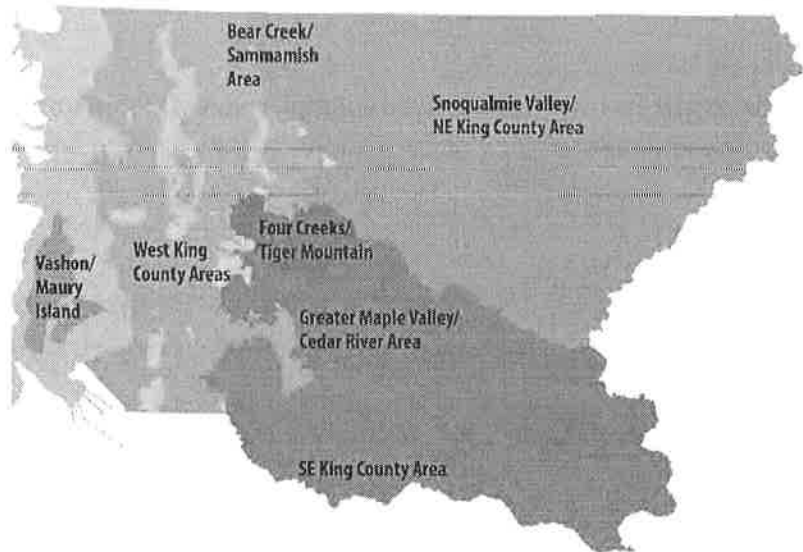 Bear Creek/
Sammamish
Area
Snoqualmie Valley/
NE King County Area
Four Creeks/
Tiger Mountain
West King
County Areas
Vashon/
Maury
Island
Greater Maple Valley/
Cedar River Area
SE King County Area